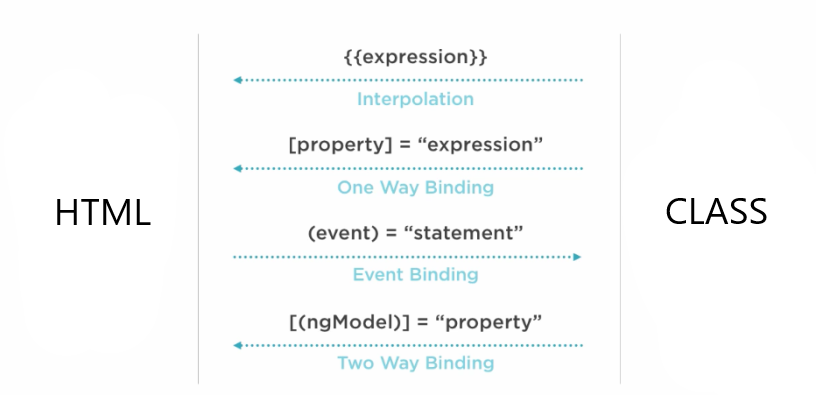 {{expression}}
Interpolation
[property] = “expression”
One Way Binding
HTML
CLASS
(event) = “statement”
Event Binding
[(ngModel)] = “property”
Two Way Binding